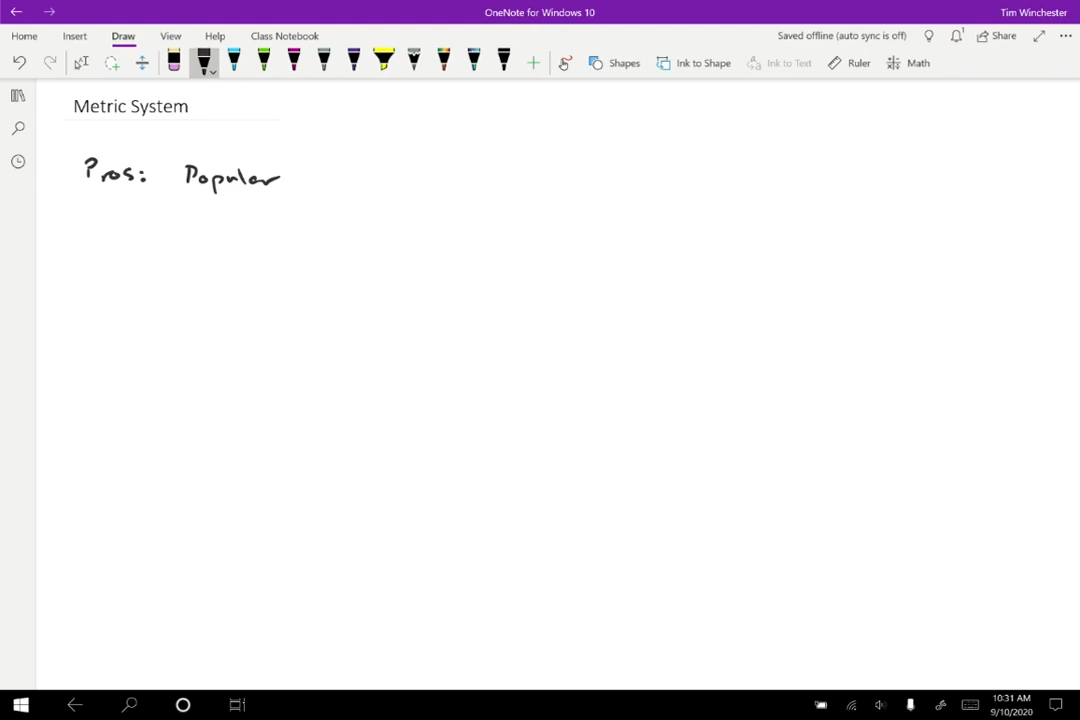 OneNote for Windows 10
Tim Winchester
Home Insert Draw View Help Class Notebook
Saved offline (auto sync is off)
Share
Shapes
Ink to Shape
Ink to Text
Ruler
Math
Metric System
Pros: Popular
10:31 AM
9/10/2020